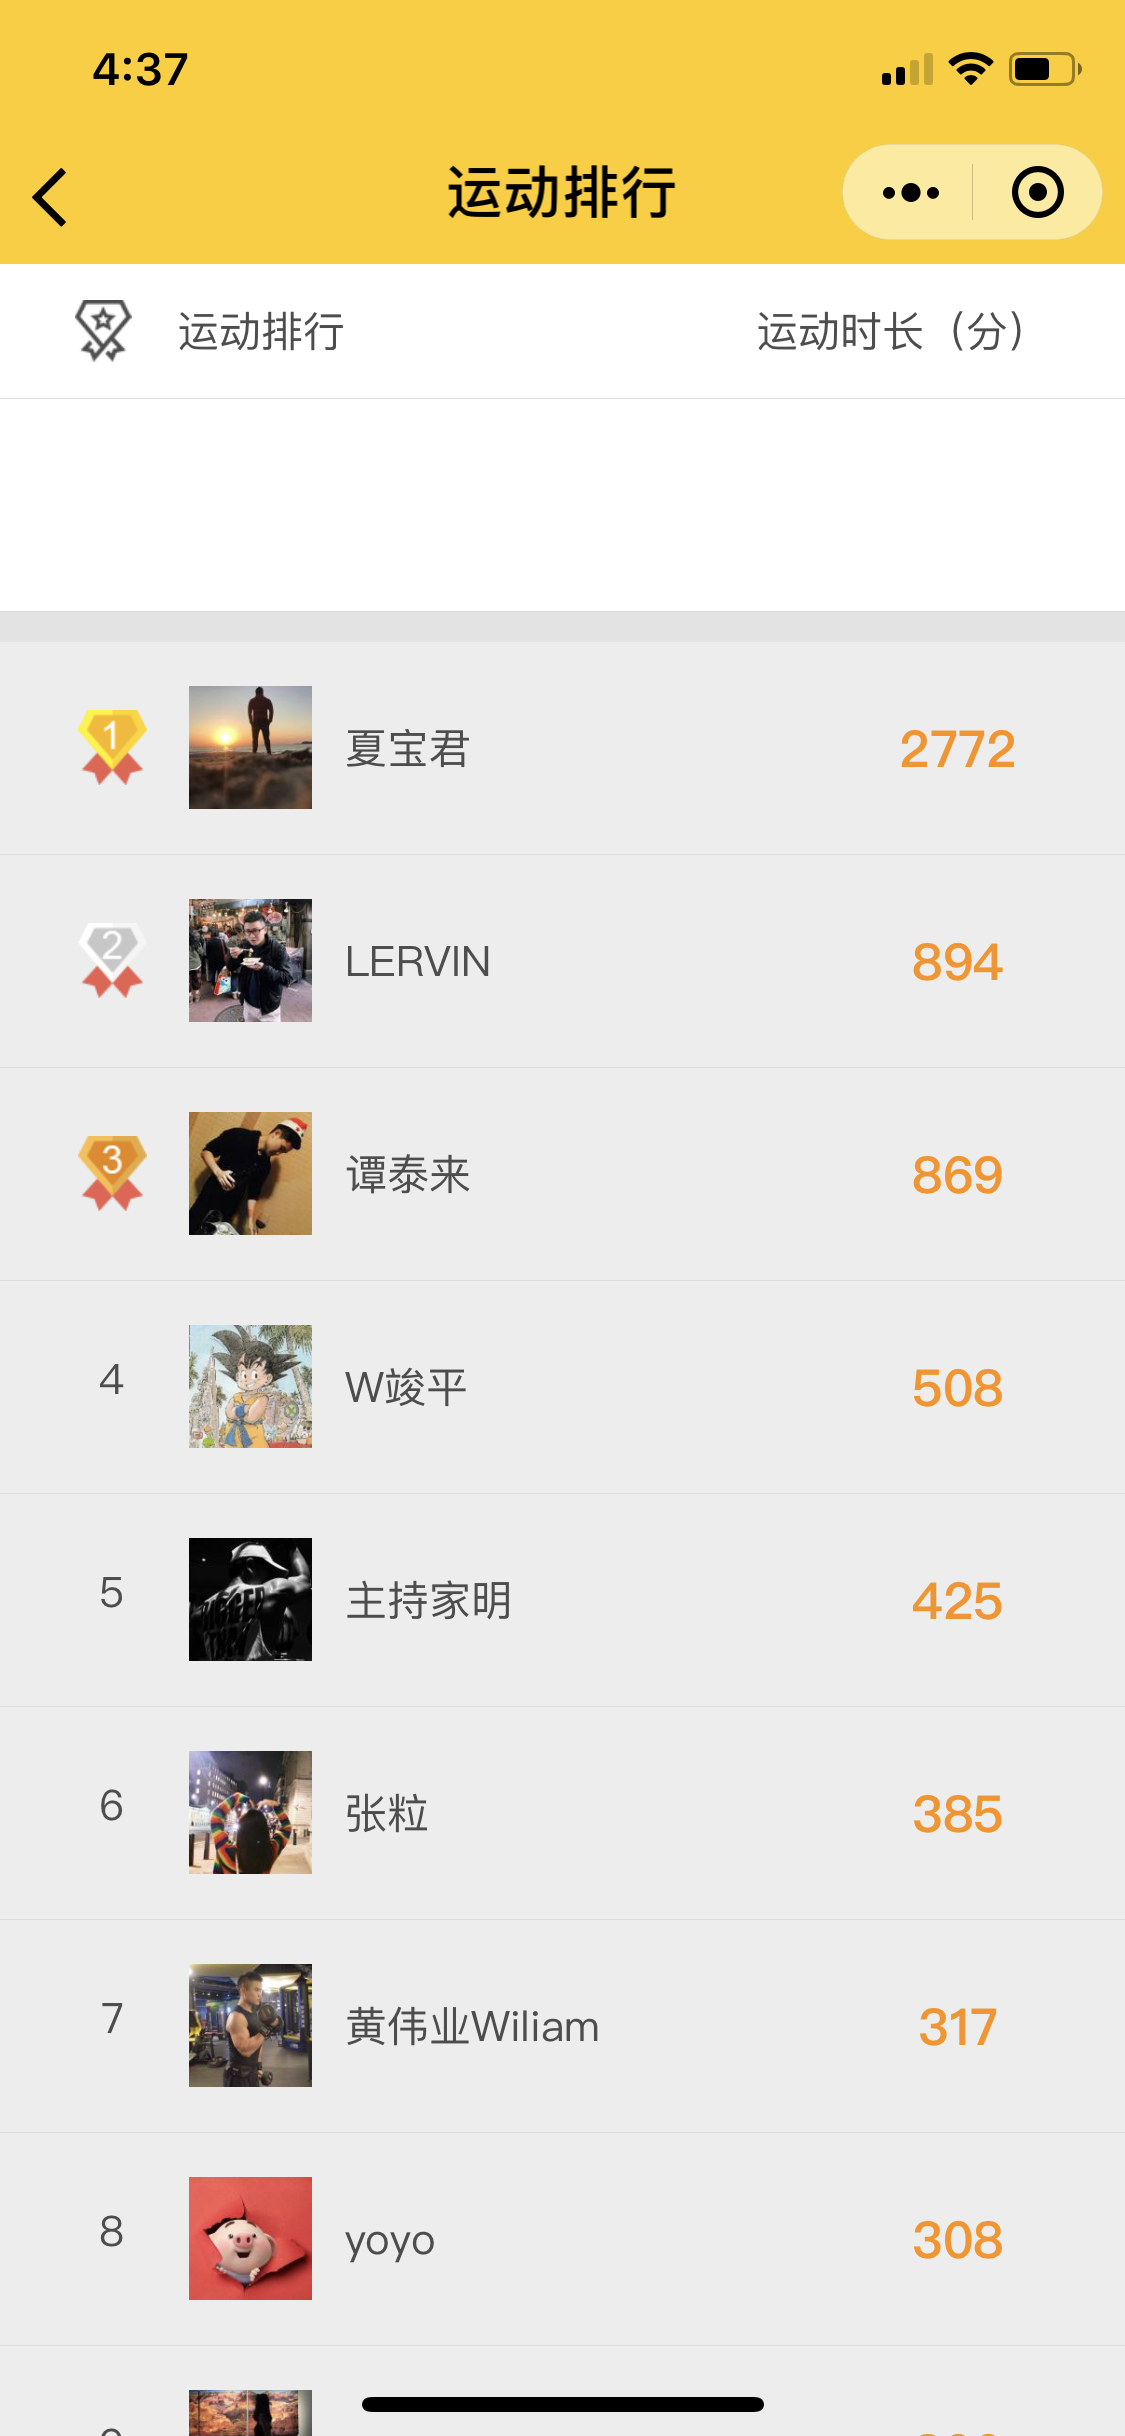 4:37
运动排行
运动排行 运动时长（分）
1 夏宝君 2772
2 LERVIN 894
3 谭泰来 869
4 W竣平 508
5 主持家明 425
6 张粒 385
7 黄伟业Wiliam 317
8 yoyo 308